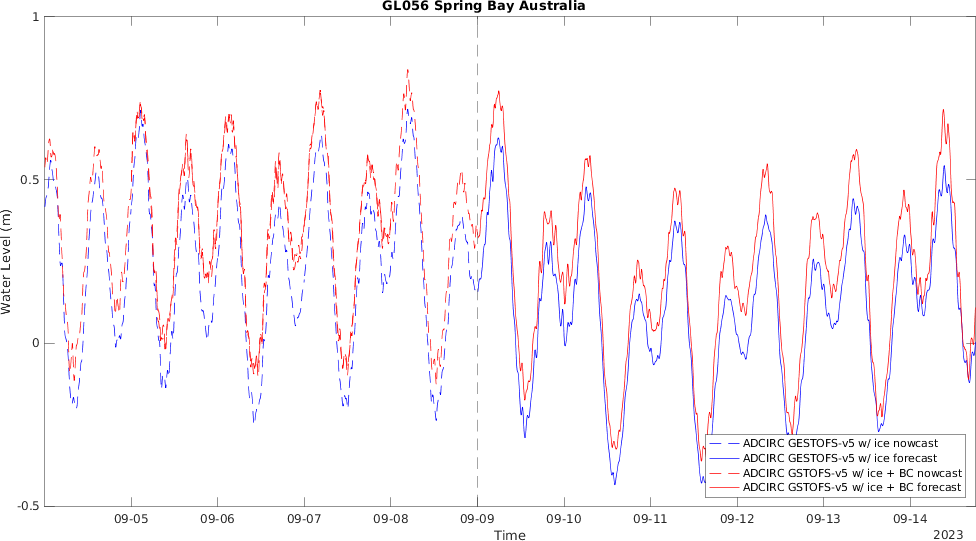 GL056 Spring Bay Australia
1
0.5
0
-0.5
Water Level (m)
ADCIRC GESTOFS-v5 w/ ice nowcast
ADCIRC GESTOFS-v5 w/ ice forecast
ADCIRC GSTOFS-v5 w/ ice + BC nowcast
ADCIRC GSTOFS-v5 w/ ice + BC forecast
09-05 09-06 09-07 09-08 09-09 09-10 09-11 09-12 09-13 09-14
Time
2023